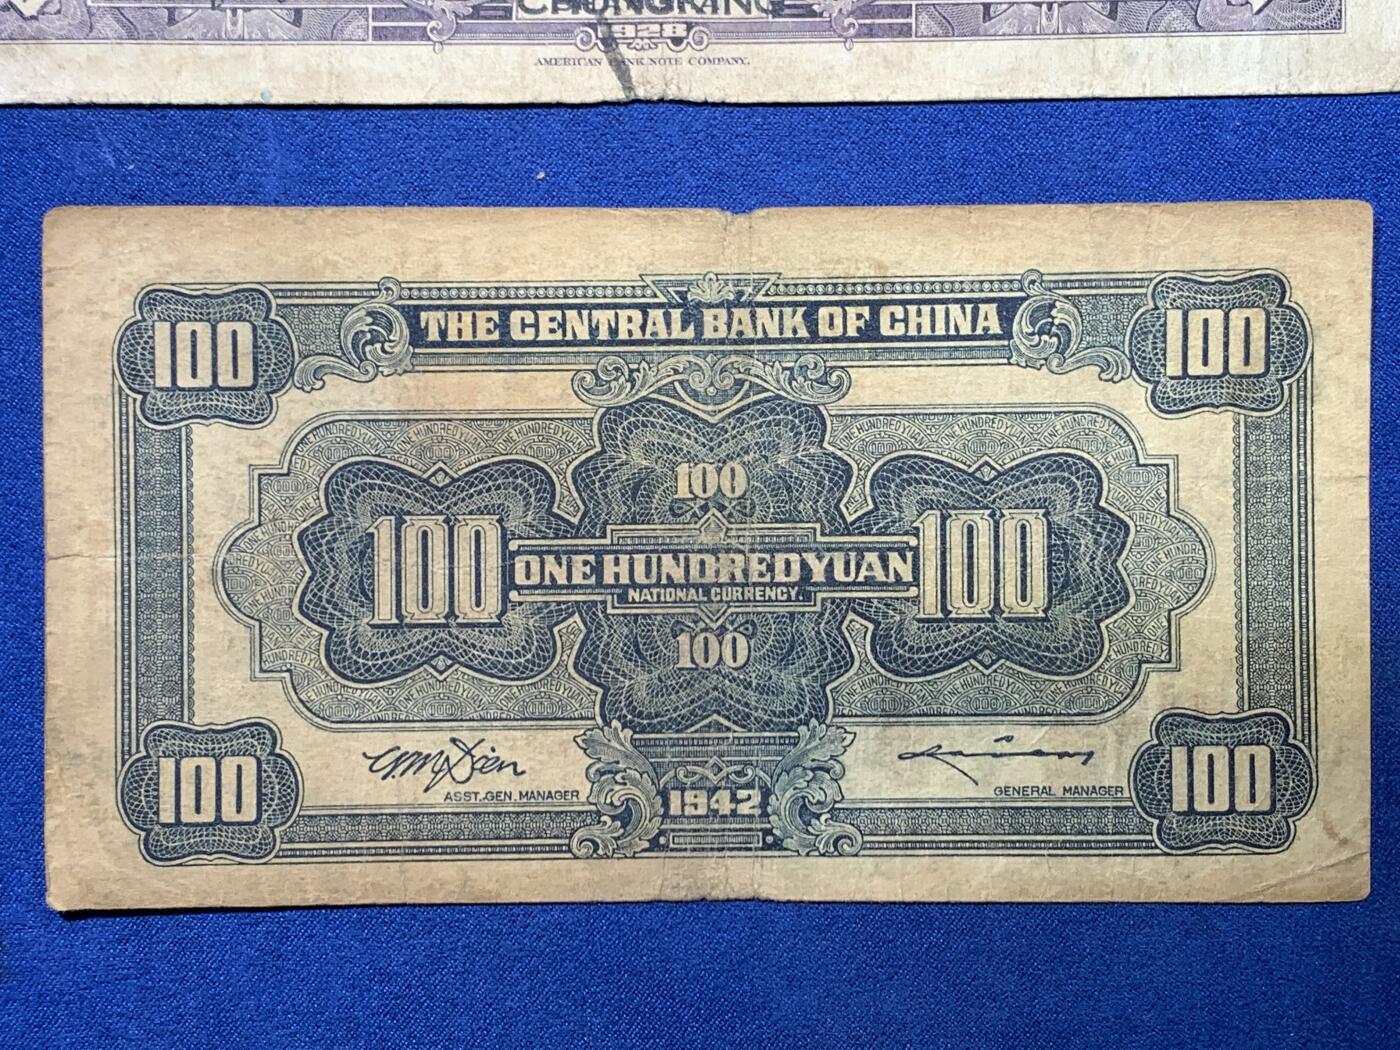 CHUNGKING
1928
AMERICAN BANK NOTE COMPANY.
100
THE CENTRAL BANK OF CHINA
100
100
100
ONE HUNDRED YUAN
100
NATIONAL CURRENCY.
100
ASST. GEN. MANAGER
GENERAL MANAGER
100
1942
100